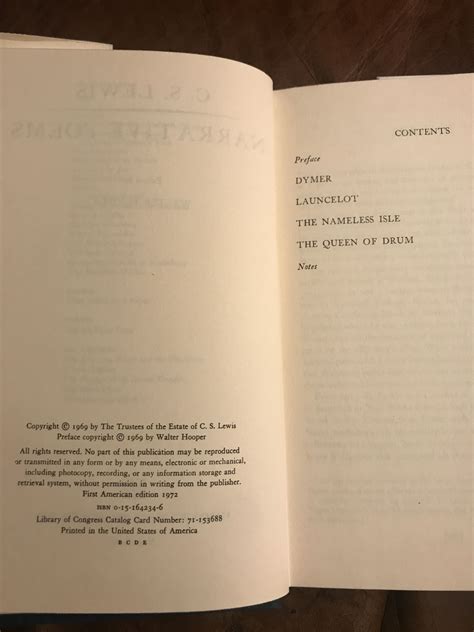 Copyright © 1969 by The Trustees of the Estate of C. S. Lewis
Preface copyright © 1969 by Walter Hooper
All rights reserved. No part of this publication may be reproduced
or transmitted in any form or by any means, electronic or mechanical,
including photocopy, recording, or any information storage and
retrieval system, without permission in writing from the publisher.
First American edition 1972
ISBN 0-15-164234-6
Library of Congress Catalog Card Number: 71-153688
Printed in the United States of America
B C D E
CONTENTS
Preface
DYMER
LAUNCELOT
THE NAMELESS ISLE
THE QUEEN OF DRUM
Notes